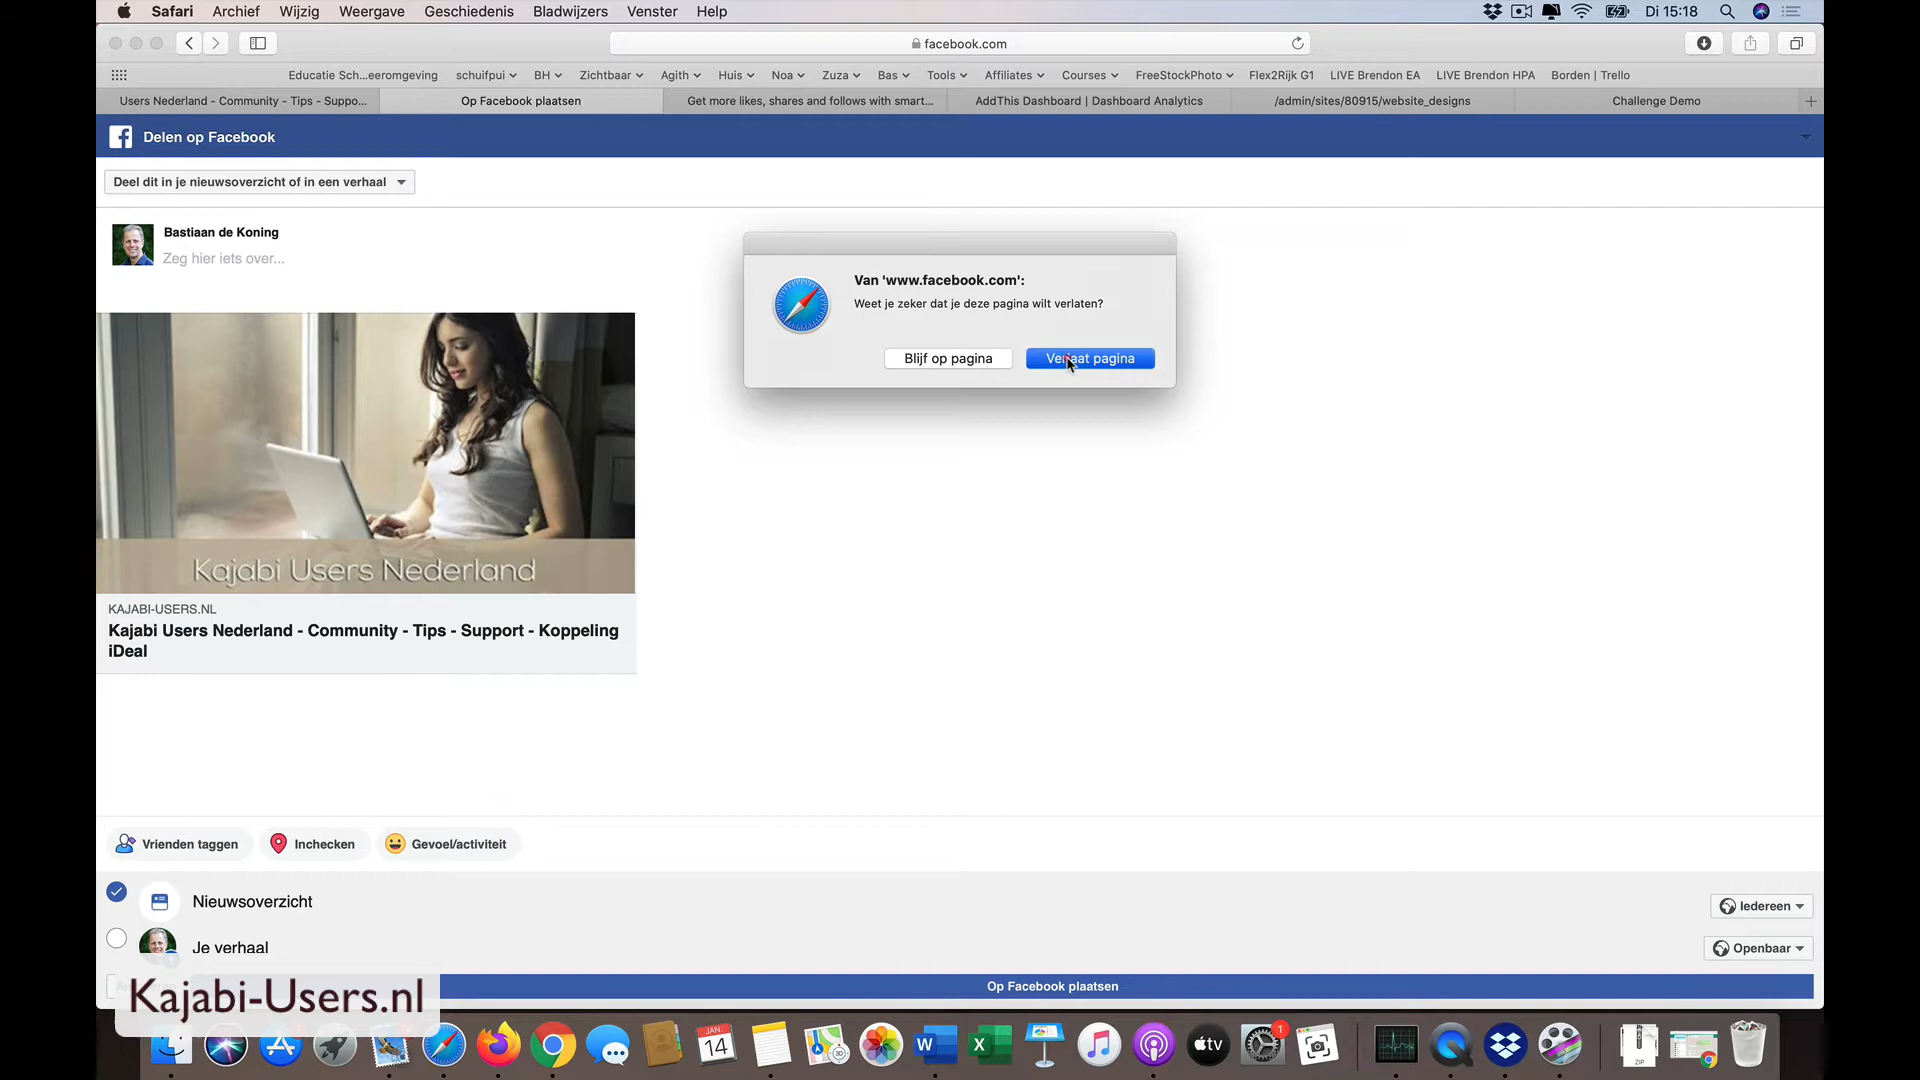 Safari Archief Wijzig Weergave Geschiedenis Bladwijzers Venster Help Di 15:18
facebook.com
Educatie Sch...eeromgeving schuifpui BH Zichtbaar Agith Huis Noa Zuza Bas Tools Affiliates Courses FreeStockPhoto Flex2Rijk G1 LIVE Brendon EA LIVE Brendon HPA Borden | Trello
Users Nederland - Community - Tips - Suppo... Op Facebook plaatsen Get more likes, shares and follows with smart... AddThis Dashboard | Dashboard Analytics /admin/sites/80915/website_designs Challenge Demo
Delen op Facebook
Deel dit in je nieuwsoverzicht of in een verhaal
Bastiaan de Koning
Zeg hier iets over...
Van 'www.facebook.com':
Weet je zeker dat je deze pagina wilt verlaten?
Blijf op pagina Verlaat pagina
Kajabi Users Nederland
KAJABI-USERS.NL
Kajabi Users Nederland - Community - Tips - Support - Koppeling
iDeal
Vrienden taggen Inchecken Gevoel/activiteit
Nieuwsoverzicht Iedereen
Je verhaal Openbaar
Op Facebook plaatsen
Kajabi-Users.nl
JAN. 14 3D W X tv 1 ZIP